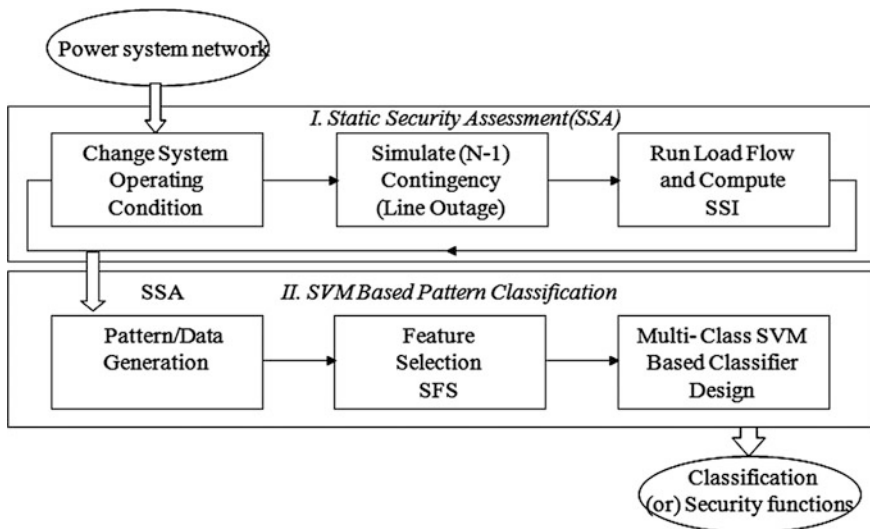 Power system network
I. Static Security Assessment(SSA)
Change System
Operating
Condition
Simulate (N-1)
Contingency
(Line Outage)
Run Load Flow
and Compute
SSI
SSA
II. SVM Based Pattern Classification
Pattern/Data
Generation
Feature
Selection
SFS
Multi- Class SVM
Based Classifier
Design
Classification
(or) Security functions